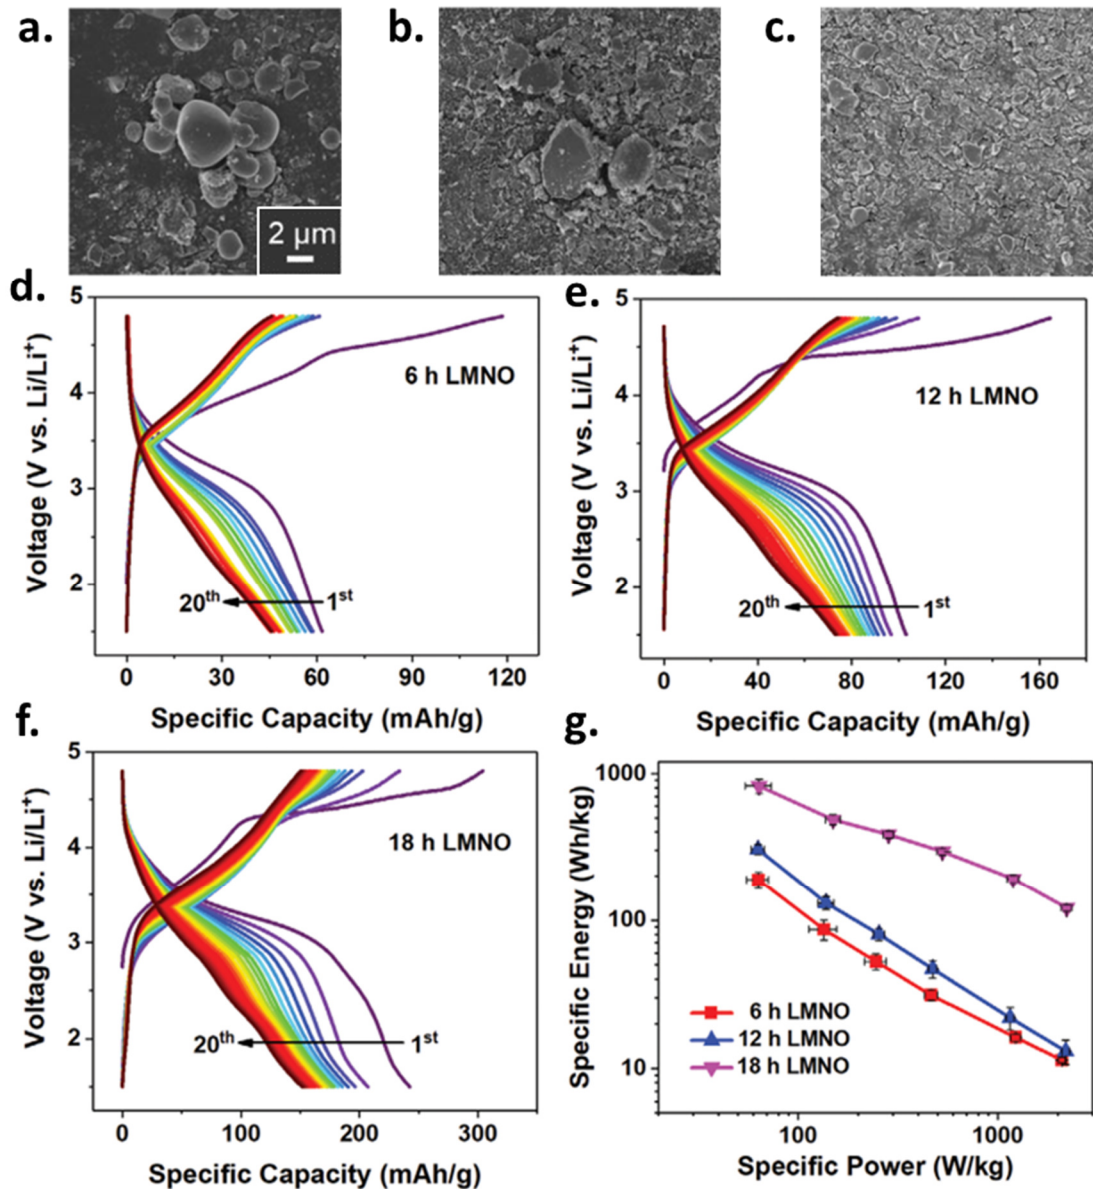 a.
b.
c.
2 µm
d.
5
4
3
2
Voltage (V vs. Li/Li⁺)
6 h LMNO
20ᵗʰ
1ˢᵗ
0 30 60 90 120
Specific Capacity (mAh/g)
e.
5
4
3
2
Voltage (V vs. Li/Li⁺)
12 h LMNO
20ᵗʰ
1ˢᵗ
0 40 80 120 160
Specific Capacity (mAh/g)
f.
5
4
3
2
Voltage (V vs. Li/Li⁺)
18 h LMNO
20ᵗʰ
1ˢᵗ
0 100 200 300
Specific Capacity (mAh/g)
g.
1000
100
10
Specific Energy (Wh/kg)
6 h LMNO
12 h LMNO
18 h LMNO
100 1000
Specific Power (W/kg)